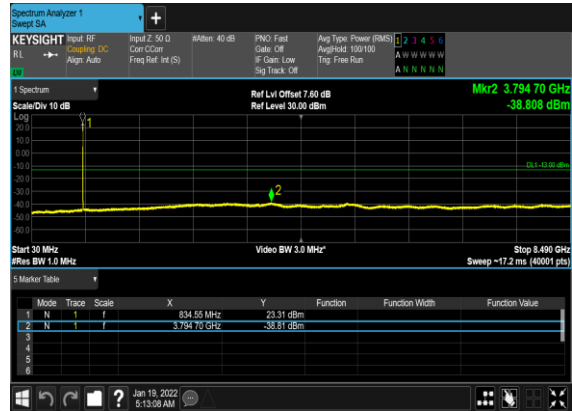 Spectrum Analyzer 1
Swept SA
+
KEYSIGHT Input: RF Input Z: 50 Ω #Atten: 40 dB PNO: Fast Avg Type: Power (RMS) 1 2 3 4 5 6
RL Coupling: DC Corr CCorr Gate: Off Avg|Hold: 100/100 A W W W W W
Align: Auto Freq Ref: Int (S) IF Gain: Low Trig: Free Run
Sig Track: Off A N N N N N
1 Spectrum Ref Lvl Offset 7.60 dB Mkr2 3.794 70 GHz
Scale/Div 10 dB Ref Level 30.00 dBm -38.808 dBm
Log
20.0
10.0
0.00
-10.0
-20.0
-30.0
-40.0
-50.0
-60.0
1
DL1 -13.00 dBm
2
Start 30 MHz Video BW 3.0 MHz* Stop 8.490 GHz
#Res BW 1.0 MHz Sweep ~17.2 ms (40001 pts)
5 Marker Table
Mode Trace Scale X Y Function Function Width Function Value
1 N 1 f 834.55 MHz 23.31 dBm
2 N 1 f 3.794 70 GHz -38.81 dBm
3
4
5
6
? Jan 19, 2022
5:13:08 AM